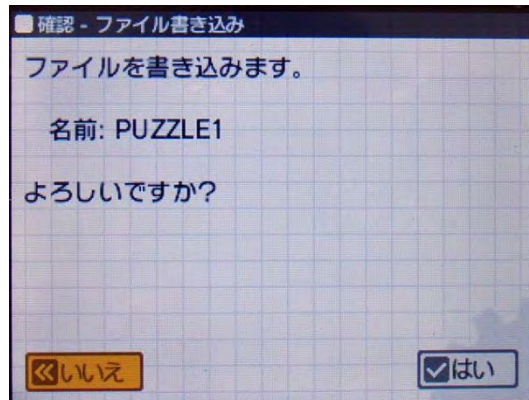 確認 - ファイル書き込み
ファイルを書き込みます。
名前: PUZZLE1
よろしいですか?
いいえ
はい